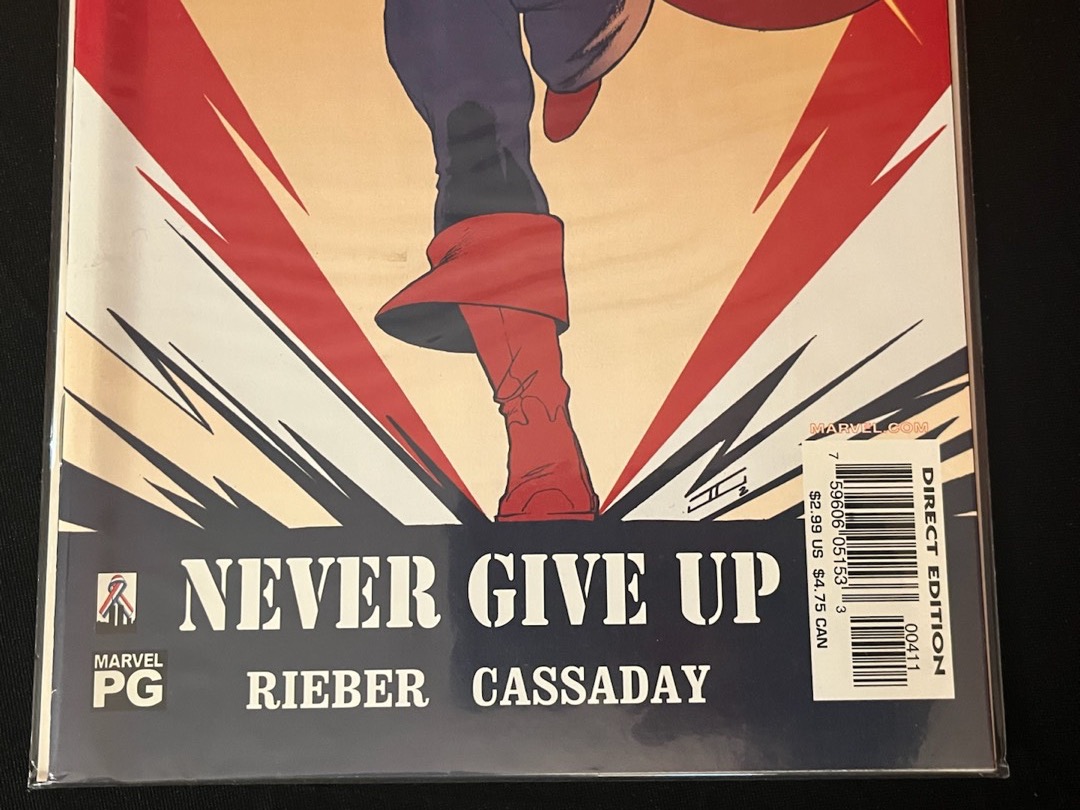 MARVEL.COM
NEVER GIVE UP
MARVEL
PG
RIEBER CASSADAY
DIRECT EDITION
00411
7 59606 05153 3
$2.99 US $4.75 CAN